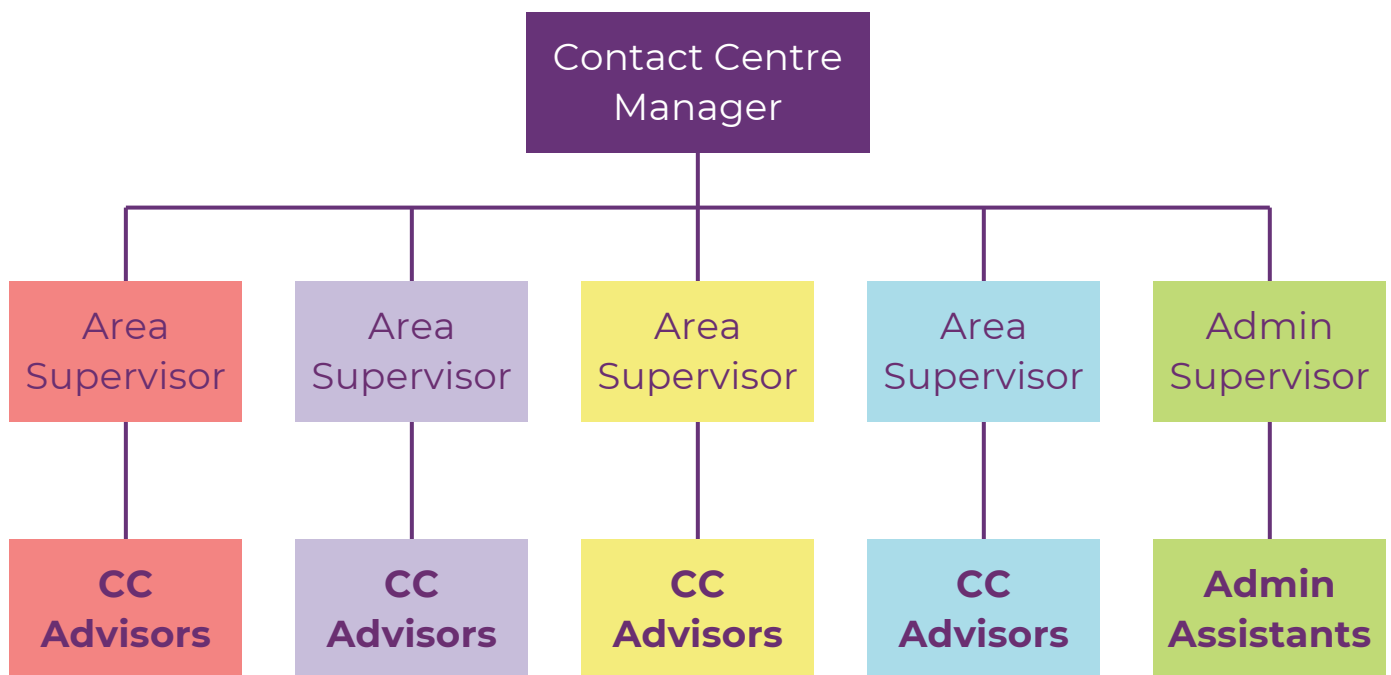 Contact Centre
Manager
Area
Supervisor
Area
Supervisor
Area
Supervisor
Area
Supervisor
Admin
Supervisor
CC
Advisors
CC
Advisors
CC
Advisors
CC
Advisors
Admin
Assistants